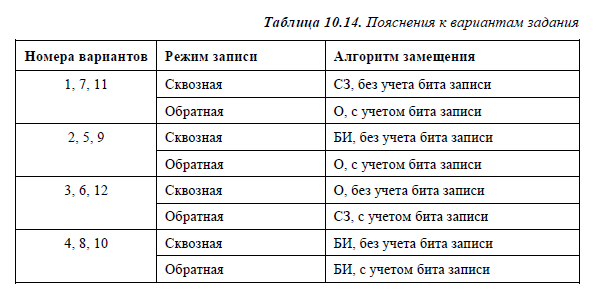 Таблица 10.14. Пояснения к вариантам задания
Номера вариантов Режим записи Алгоритм замещения
1, 7, 11 Сквозная СЗ, без учета бита записи
Обратная О, с учетом бита записи
2, 5, 9 Сквозная БИ, без учета бита записи
Обратная О, с учетом бита записи
3, 6, 12 Сквозная О, без учета бита записи
Обратная СЗ, с учетом бита записи
4, 8, 10 Сквозная БИ, без учета бита записи
Обратная БИ, с учетом бита записи